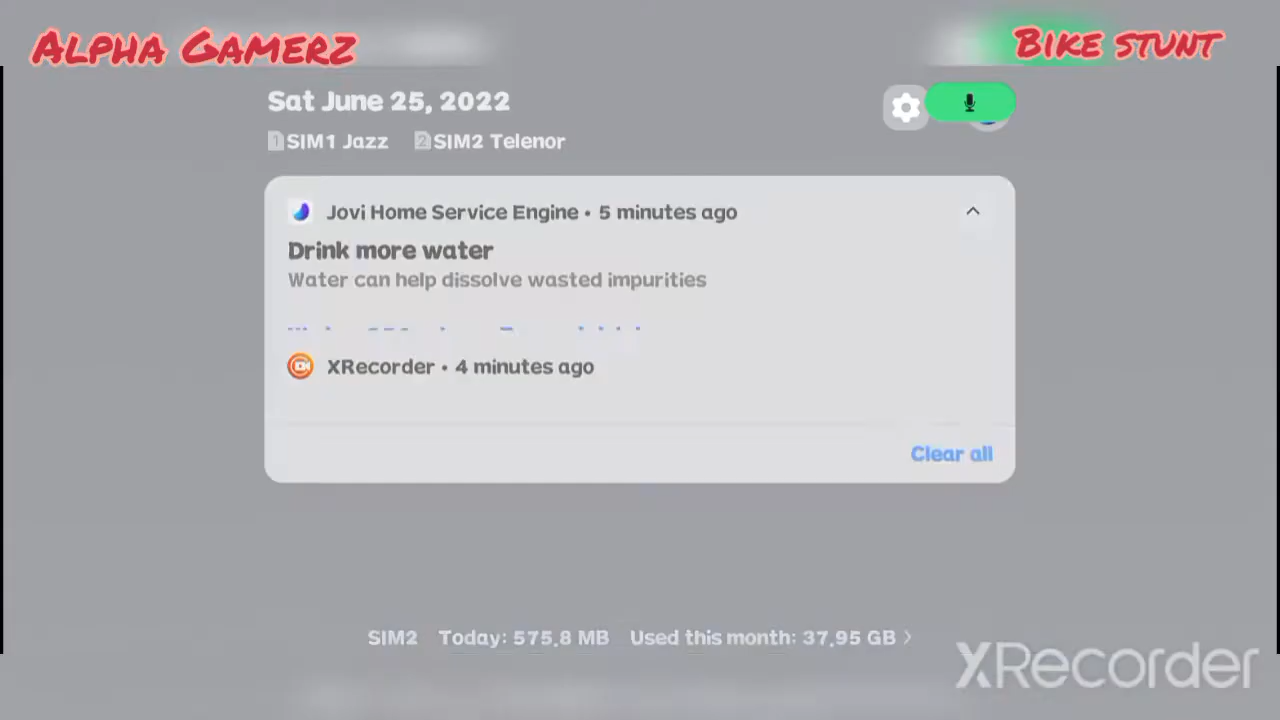 ALPHA GAMERZ
BIKE STUNT
Sat June 25, 2022
1 SIM1 Jazz 2 SIM2 Telenor
Jovi Home Service Engine • 5 minutes ago
Drink more water
Water can help dissolve wasted impurities
XRecorder • 4 minutes ago
Clear all
SIM2 Today: 575.8 MB Used this month: 37.95 GB >
XRecorder